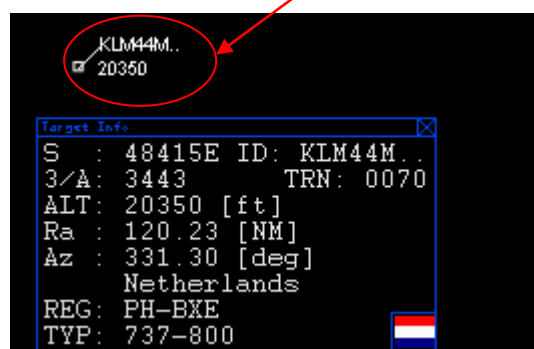 KLM44M..
20350
Target Info
S : 48415E ID: KLM44M..
3/A: 3443 TRN: 0070
ALT: 20350 [ft]
Ra : 120.23 [NM]
Az : 331.30 [deg]
Netherlands
REG: PH-BXE
TYP: 737-800